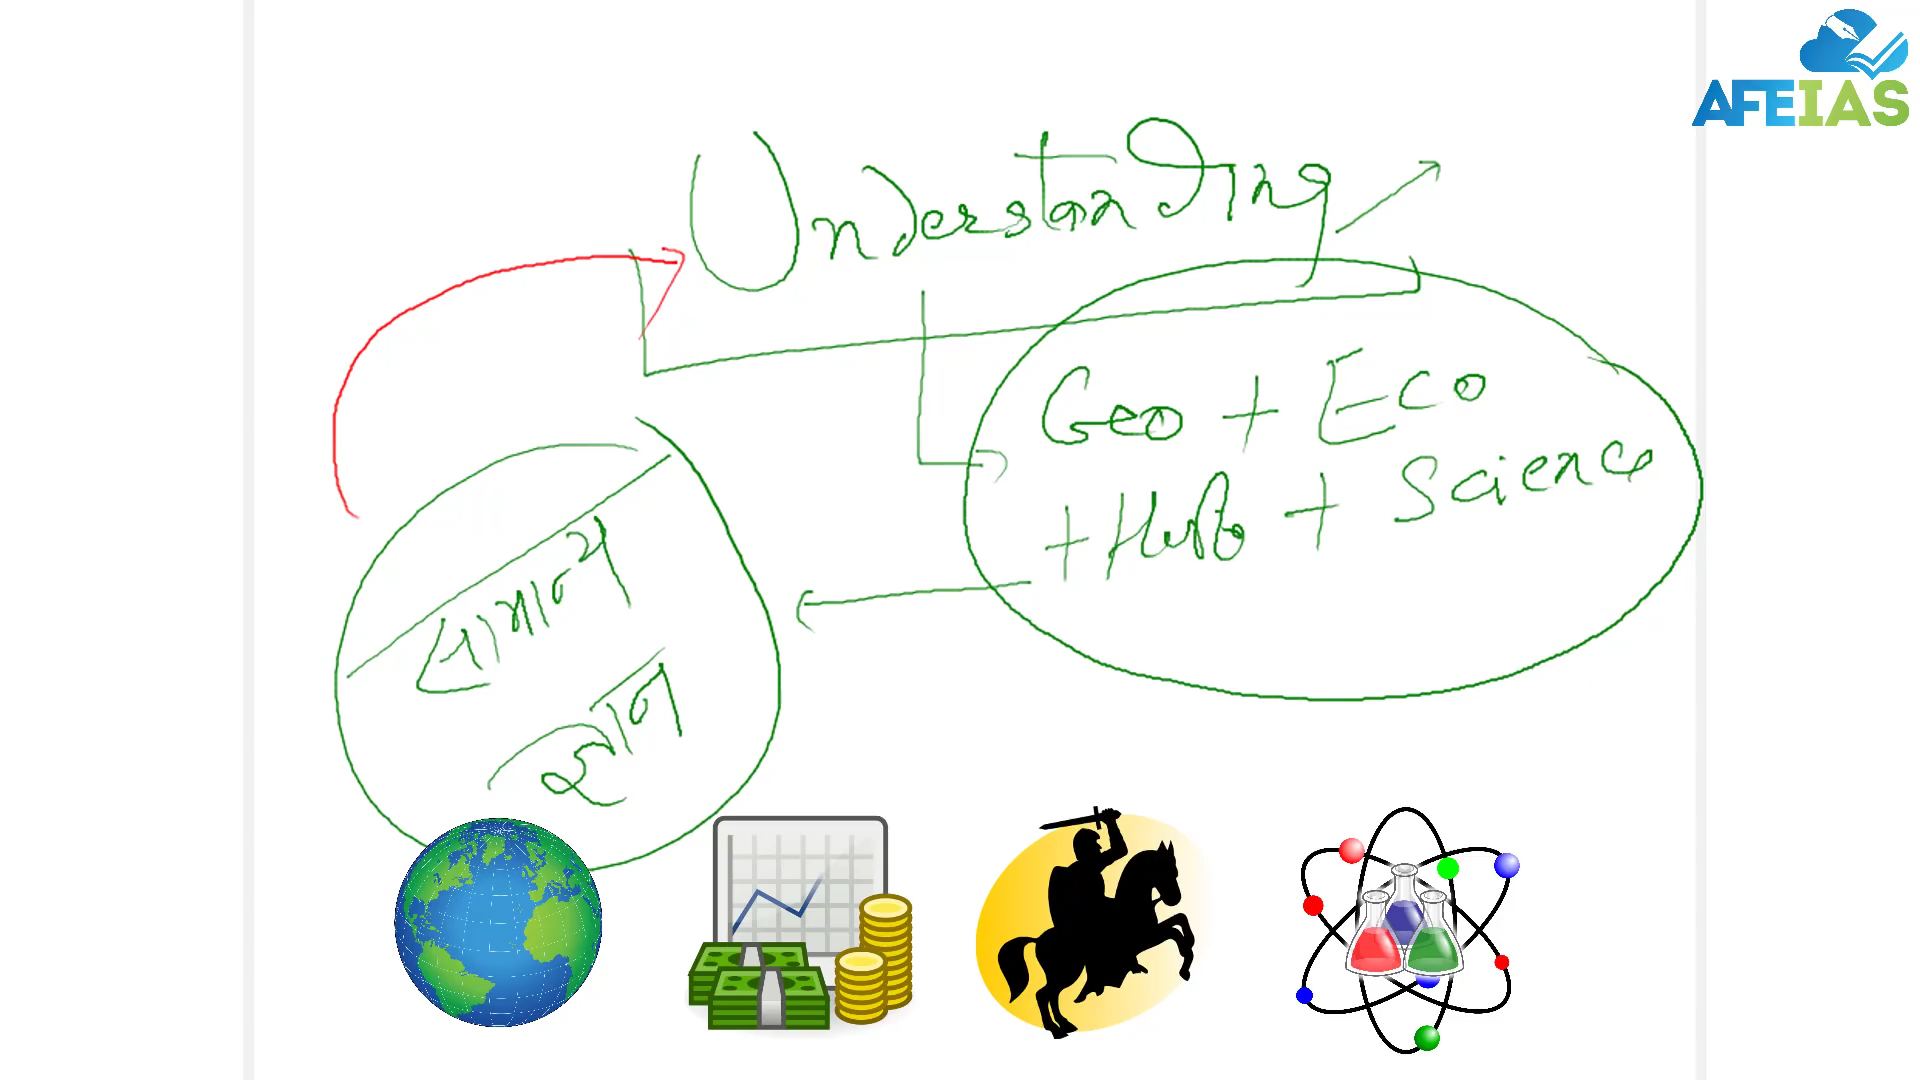 AFEIAS
Understanding
Geo + Eco
+ Histo + Science
सामान्य
ज्ञान